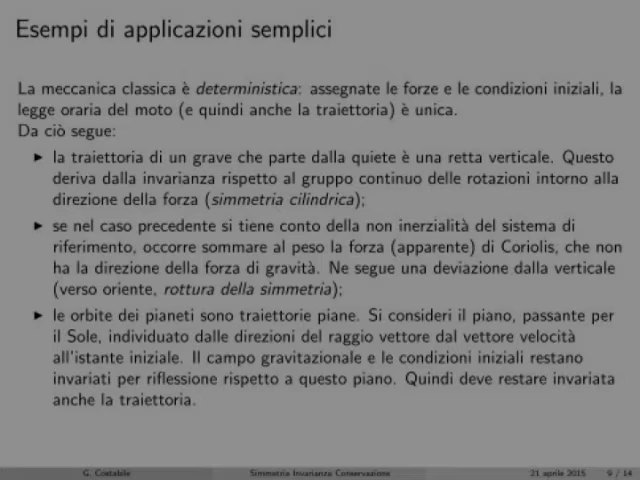 Esempi di applicazioni semplici
La meccanica classica è deterministica: assegnate le forze e le condizioni iniziali, la
legge oraria del moto (e quindi anche la traiettoria) è unica.
Da ciò segue:
▶ la traiettoria di un grave che parte dalla quiete è una retta verticale. Questo
deriva dalla invarianza rispetto al gruppo continuo delle rotazioni intorno alla
direzione della forza (simmetria cilindrica);
▶ se nel caso precedente si tiene conto della non inerzialità del sistema di
riferimento, occorre sommare al peso la forza (apparente) di Coriolis, che non
ha la direzione della forza di gravità. Ne segue una deviazione dalla verticale
(verso oriente, rottura della simmetria);
▶ le orbite dei pianeti sono traiettorie piane. Si consideri il piano, passante per
il Sole, individuato dalle direzioni del raggio vettore dal vettore velocità
all'istante iniziale. Il campo gravitazionale e le condizioni iniziali restano
invariati per riflessione rispetto a questo piano. Quindi deve restare invariata
anche la traiettoria.
G. Costabile Simmetria Invarianza Conservazione 21 aprile 2015 9 / 14